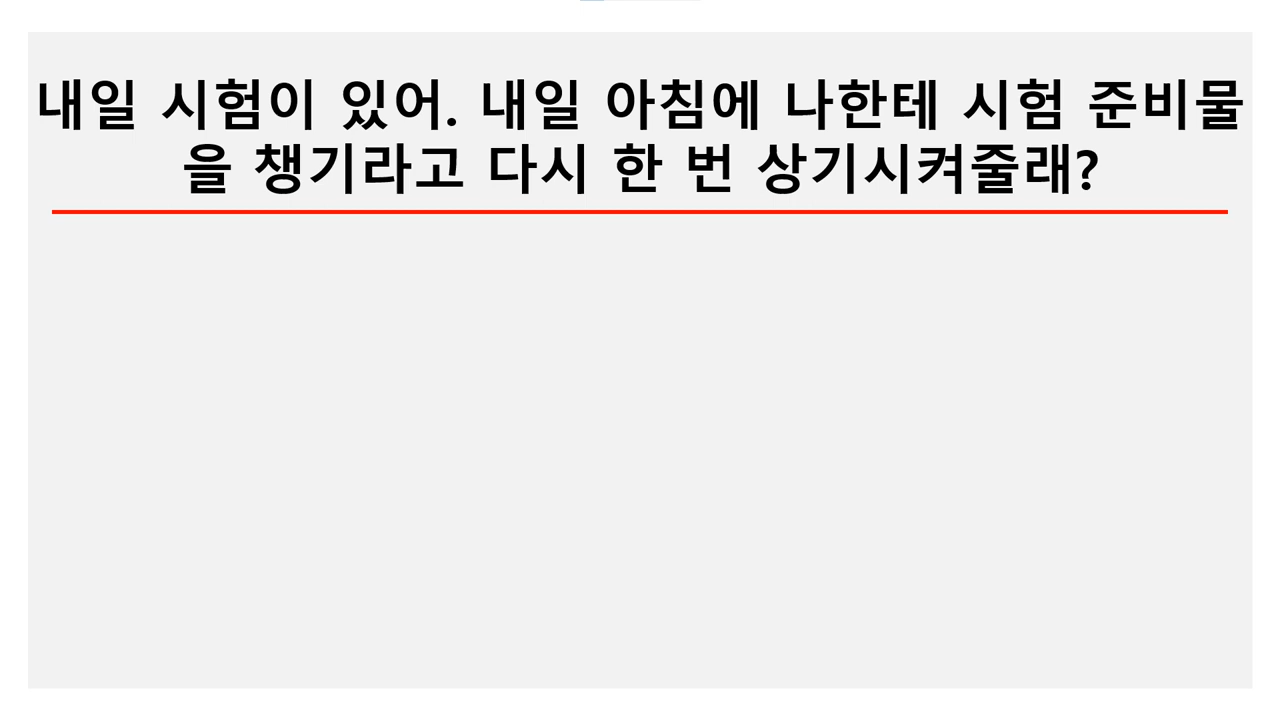 내일 시험이 있어. 내일 아침에 나한테 시험 준비물
을 챙기라고 다시 한 번 상기시켜줄래?